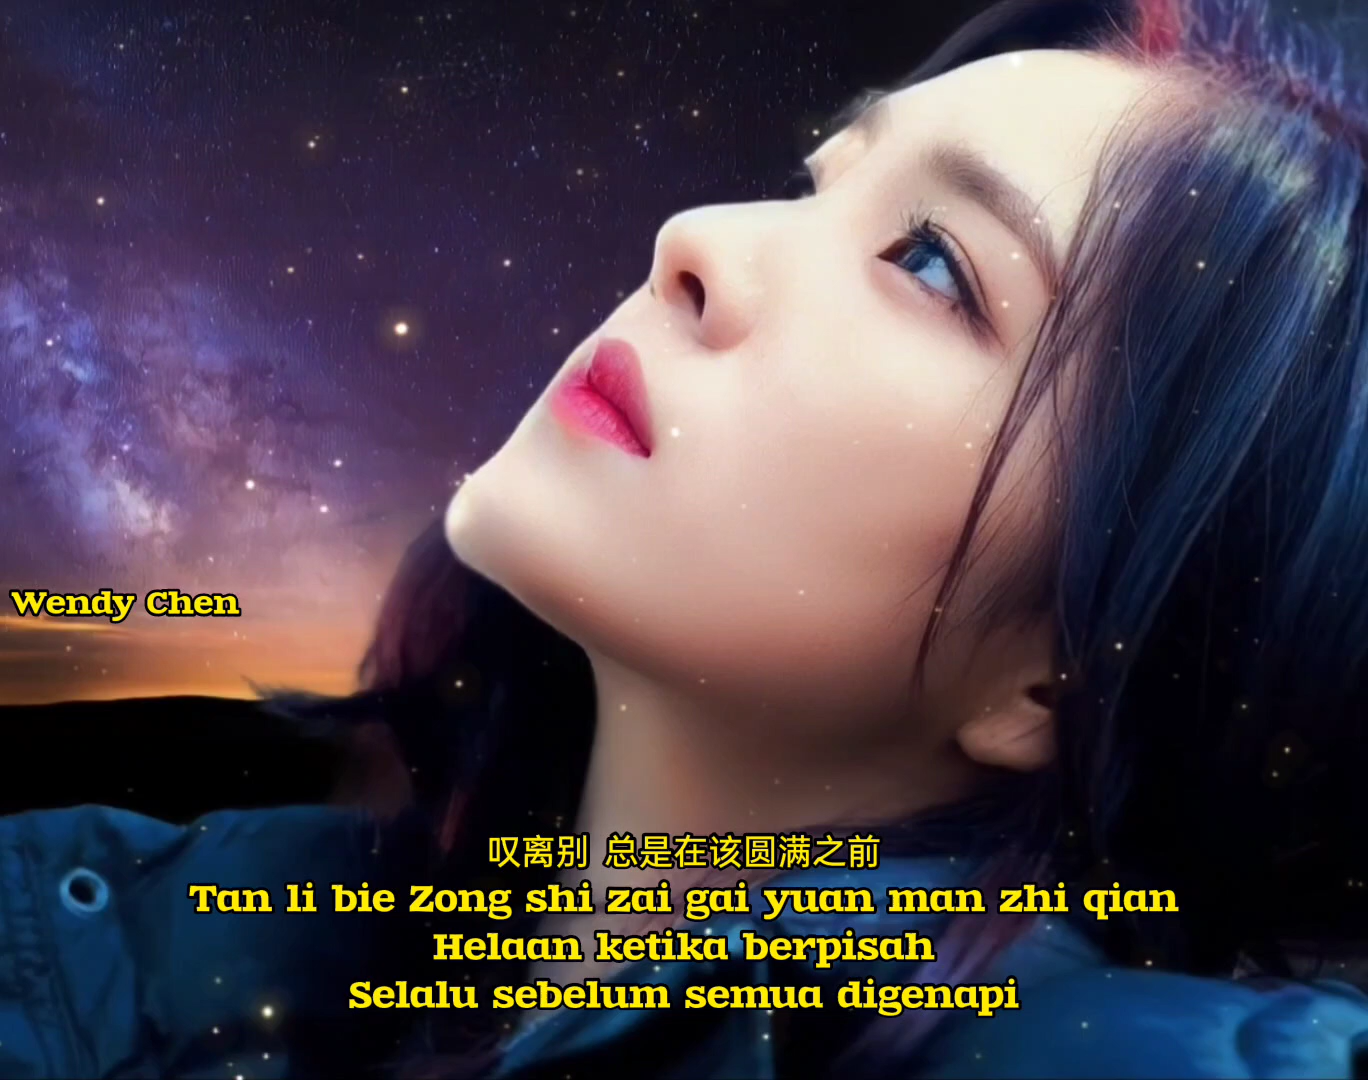 Wendy Chen
叹离别 总是在该圆满之前
Tan li bie Zong shi zai gai yuan man zhi qian
Helaan ketika berpisah
Selalu sebelum semua digenapi